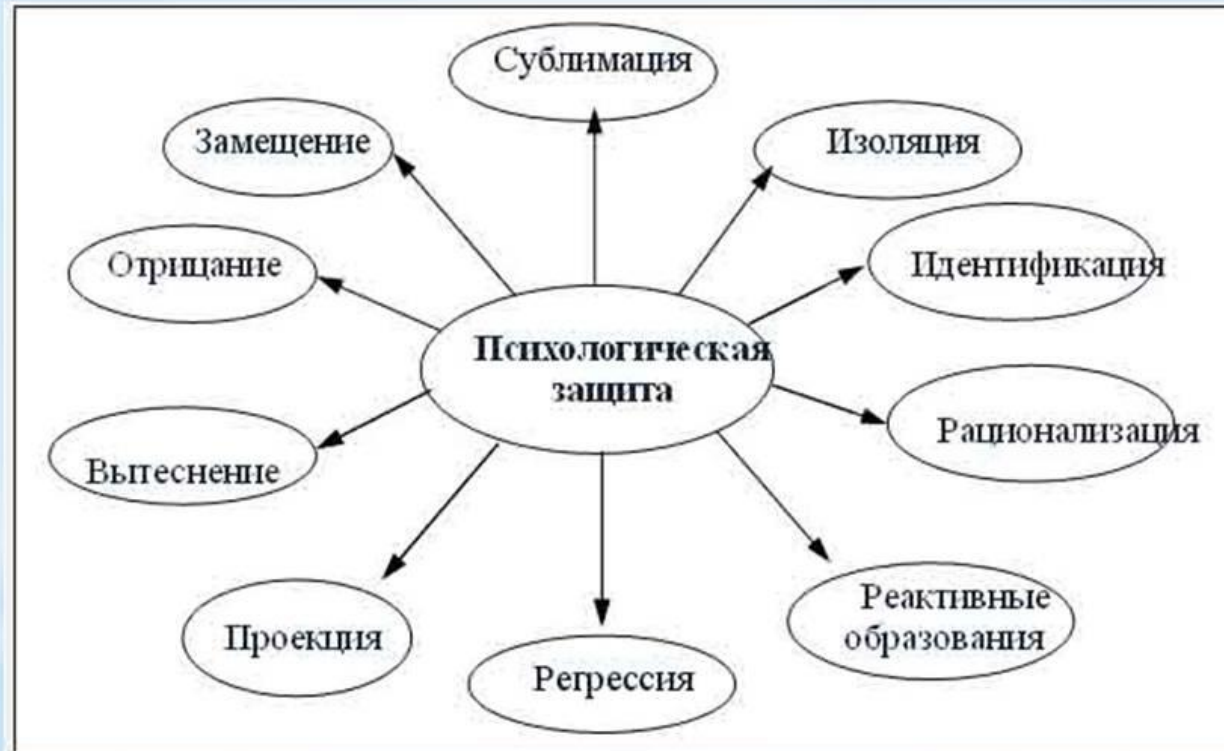 Сублимация
Замещение
Изоляция
Отрицание
Идентификация
Психологическая
защита
Рационализация
Вытеснение
Реактивные
образования
Проекция
Регрессия